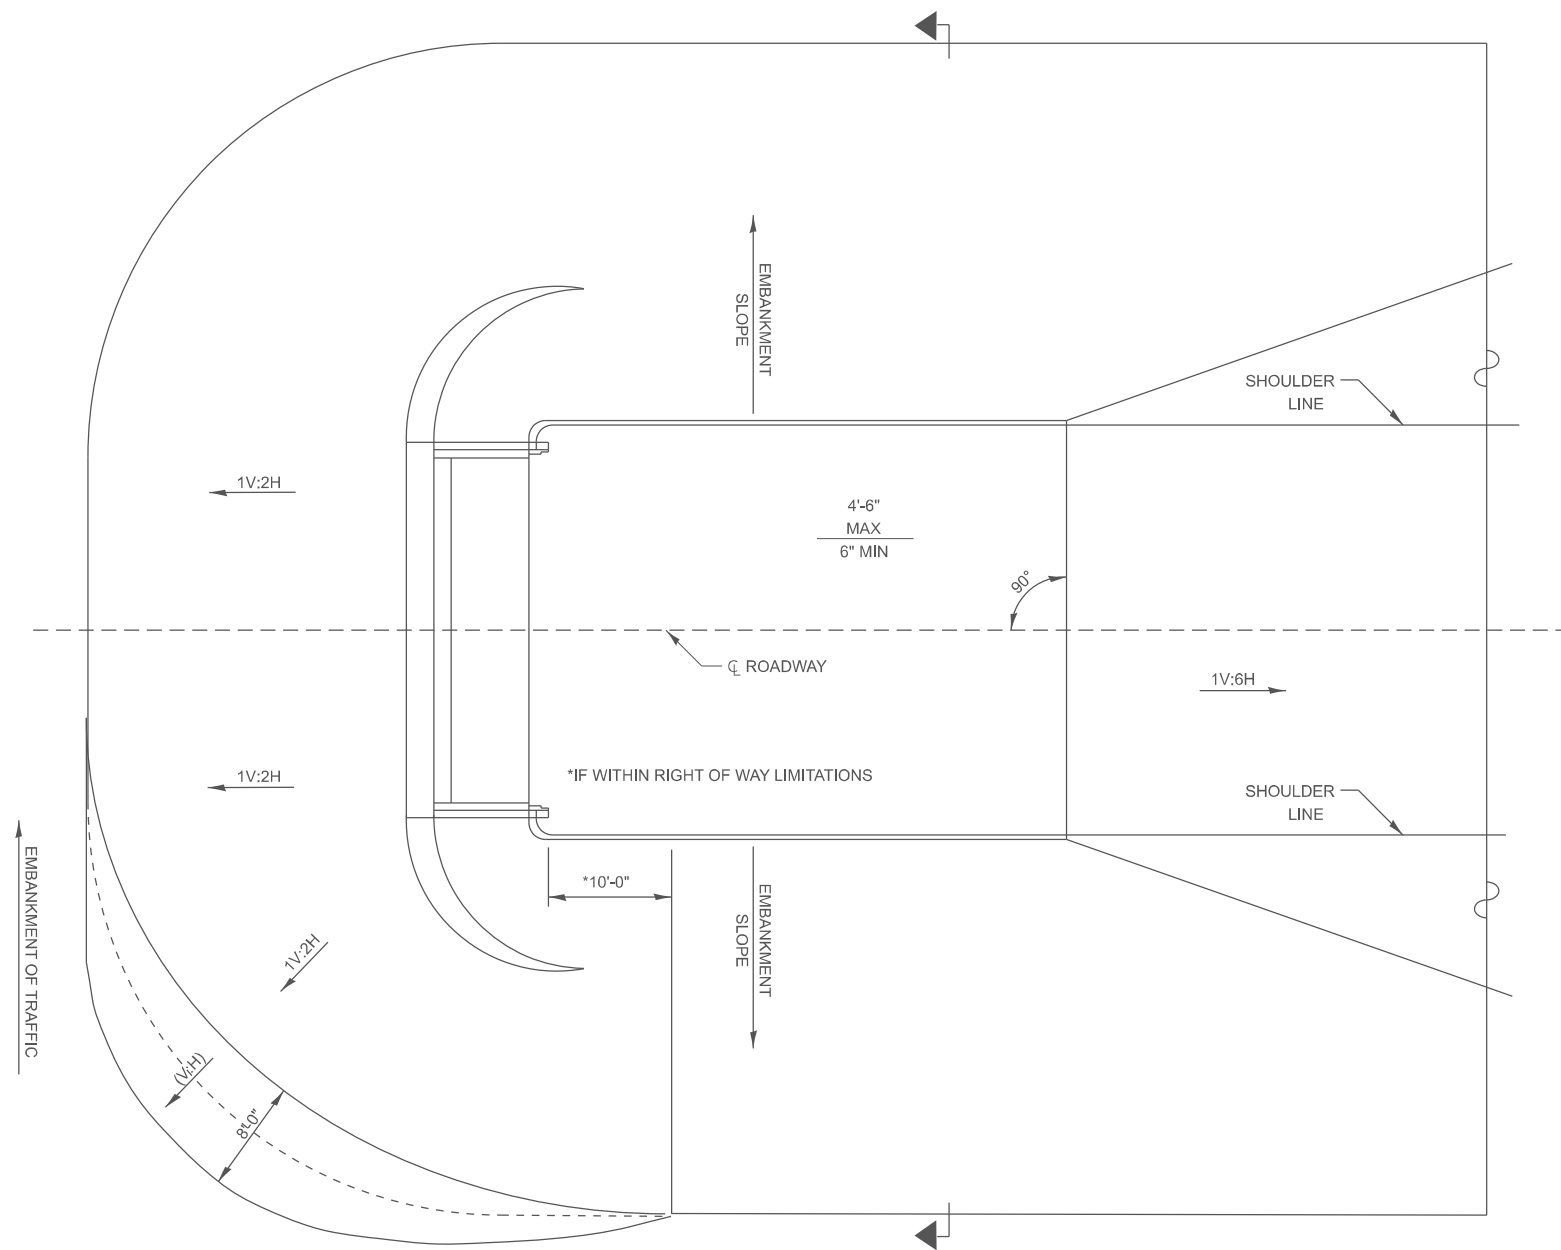 EMBANKMENT
SLOPE
SHOULDER
LINE
1V:2H
4'-6"
MAX
6" MIN
90°
℄ ROADWAY
1V:6H
*IF WITHIN RIGHT OF WAY LIMITATIONS
1V:2H
SHOULDER
LINE
EMBANKMENT OF TRAFFIC
*10'-0"
EMBANKMENT
SLOPE
1V:2H
(V:H)
8'-0"